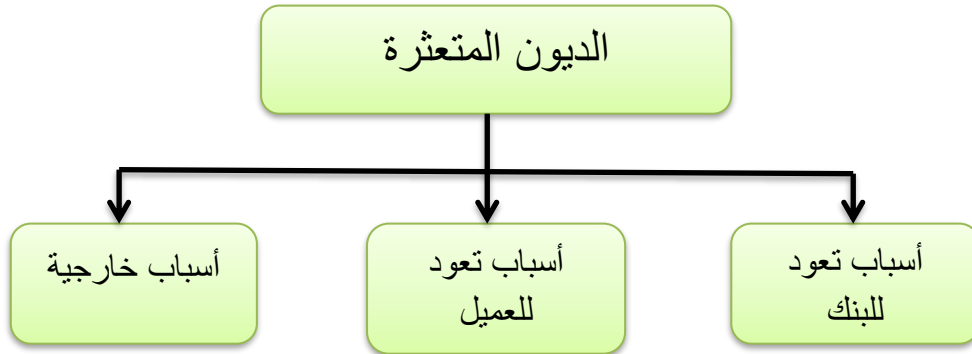 الديون المتعثرة
أسباب تعود
للبنك
أسباب تعود
للعميل
أسباب خارجية